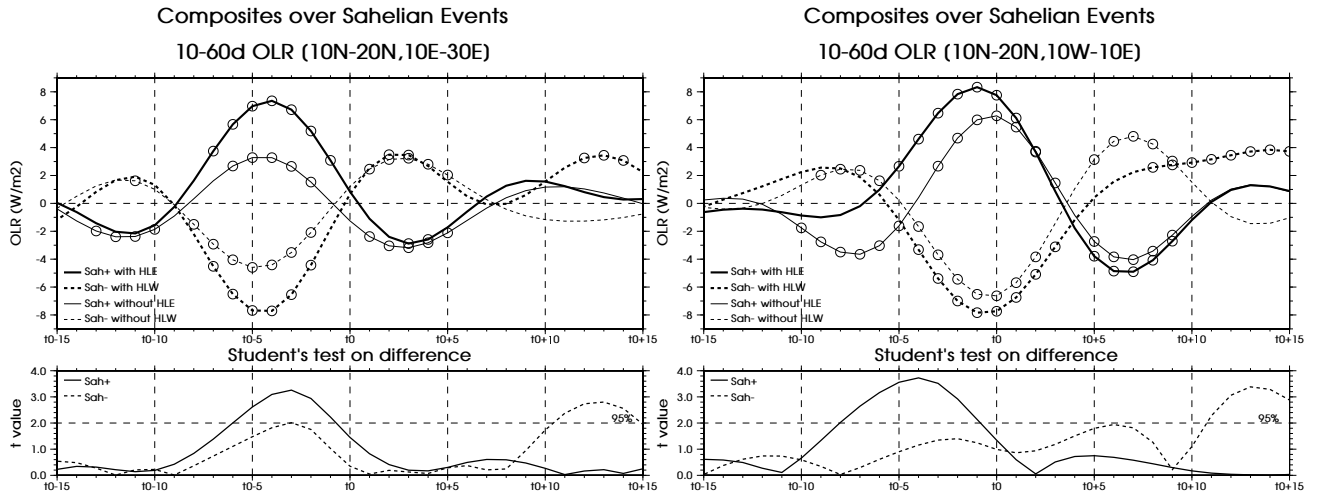 Composites over Sahelian Events
10-60d OLR (10N-20N,10E-30E)
8
6
4
2
0
-2
-4
-6
-8
OLR (W/m2)
Sah+ with HLE
Sah- with HLW
Sah+ without HLE
Sah- without HLW
t0-15 t0-10 t0-5 t0 t0+5 t0+10 t0+15
Student's test on difference
4.0
3.0
2.0
1.0
0.0
t value
Sah+
Sah-
95%
t0-15 t0-10 t0-5 t0 t0+5 t0+10 t0+15
Composites over Sahelian Events
10-60d OLR (10N-20N,10W-10E)
8
6
4
2
0
-2
-4
-6
-8
OLR (W/m2)
Sah+ with HLE
Sah- with HLW
Sah+ without HLE
Sah- without HLW
t0-15 t0-10 t0-5 t0 t0+5 t0+10 t0+15
Student's test on difference
4.0
3.0
2.0
1.0
0.0
t value
Sah+
Sah-
95%
t0-15 t0-10 t0-5 t0 t0+5 t0+10 t0+15